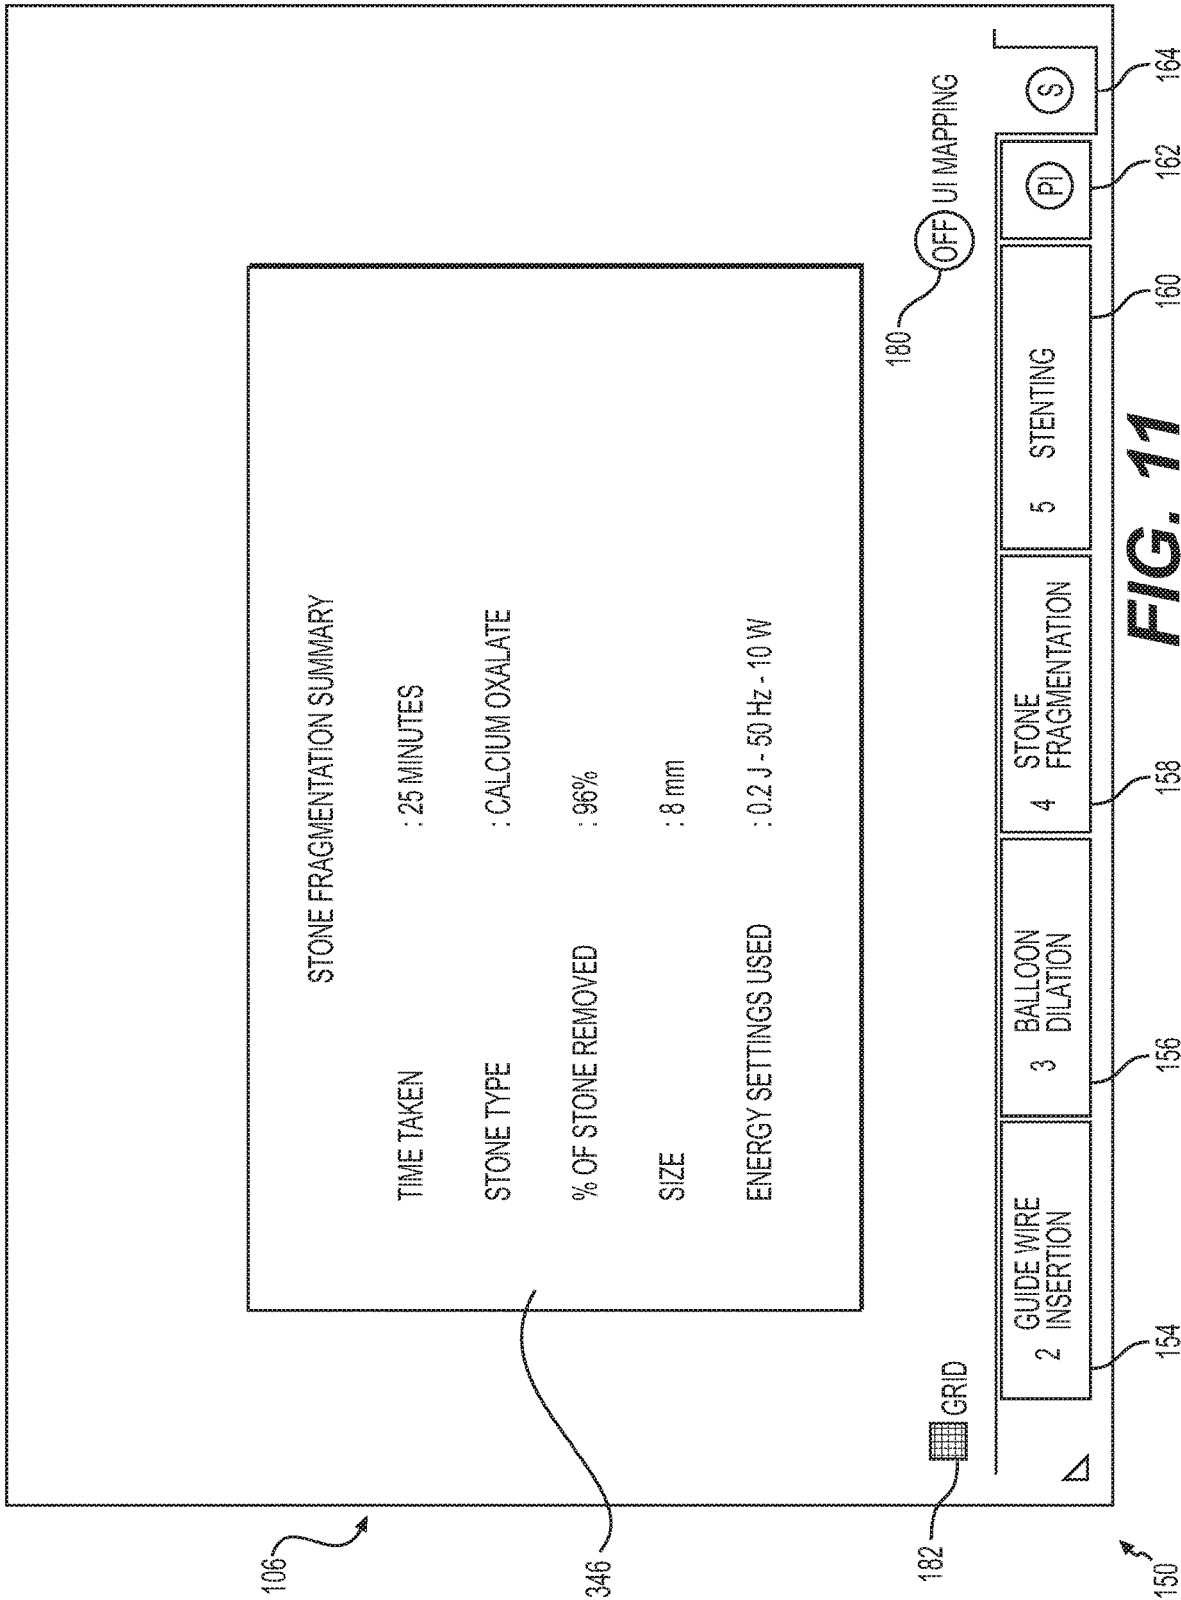 106
346
STONE FRAGMENTATION SUMMARY
TIME TAKEN : 25 MINUTES
STONE TYPE : CALCIUM OXALATE
% OF STONE REMOVED : 96%
SIZE : 8 mm
ENERGY SETTINGS USED : 0.2 J - 50 Hz - 10 W
180
182
GRID
OFF UI MAPPING
2 GUIDE WIRE
INSERTION
3 BALLOON
DILATION
4 STONE
FRAGMENTATION
5 STENTING
PI
S
150
154
156
158
160
162
164
FIG. 11